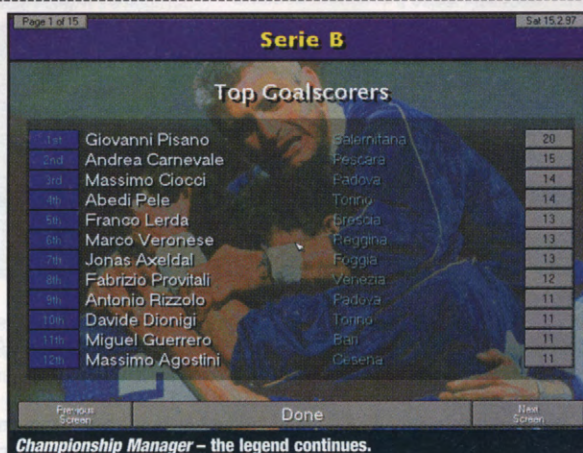 Page 1 of 15
Sat 15.2.97
Serie B
Top Goalscorers
1st Giovanni Pisano Salernitana 20
2nd Andrea Carnevale Pescara 15
3rd Massimo Ciocci Padova 14
4th Abedi Pele Torino 14
5th Franco Lerda Brescia 13
6th Marco Veronese Reggina 13
7th Jonas Axeldal Foggia 13
8th Fabrizio Provitali Venezia 12
9th Antonio Rizzolo Padova 11
10th Davide Dionigi Torino 11
11th Miguel Guerrero Bari 11
12th Massimo Agostini Cesena 11
Previous Screen
Done
Next Screen
Championship Manager – the legend continues.